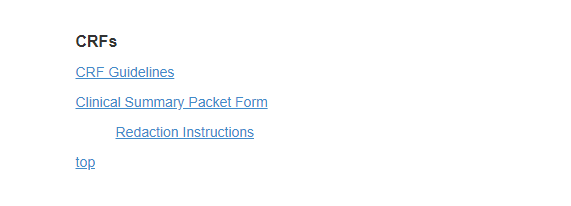 CRFs
CRF Guidelines
Clinical Summary Packet Form
Redaction Instructions
top